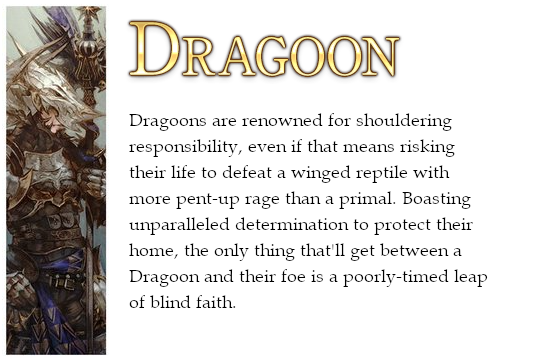 DRAGOON
Dragoons are renowned for shouldering
responsibility, even if that means risking
their life to defeat a winged reptile with
more pent-up rage than a primal. Boasting
unparalleled determination to protect their
home, the only thing that'll get between a
Dragoon and their foe is a poorly-timed leap
of blind faith.